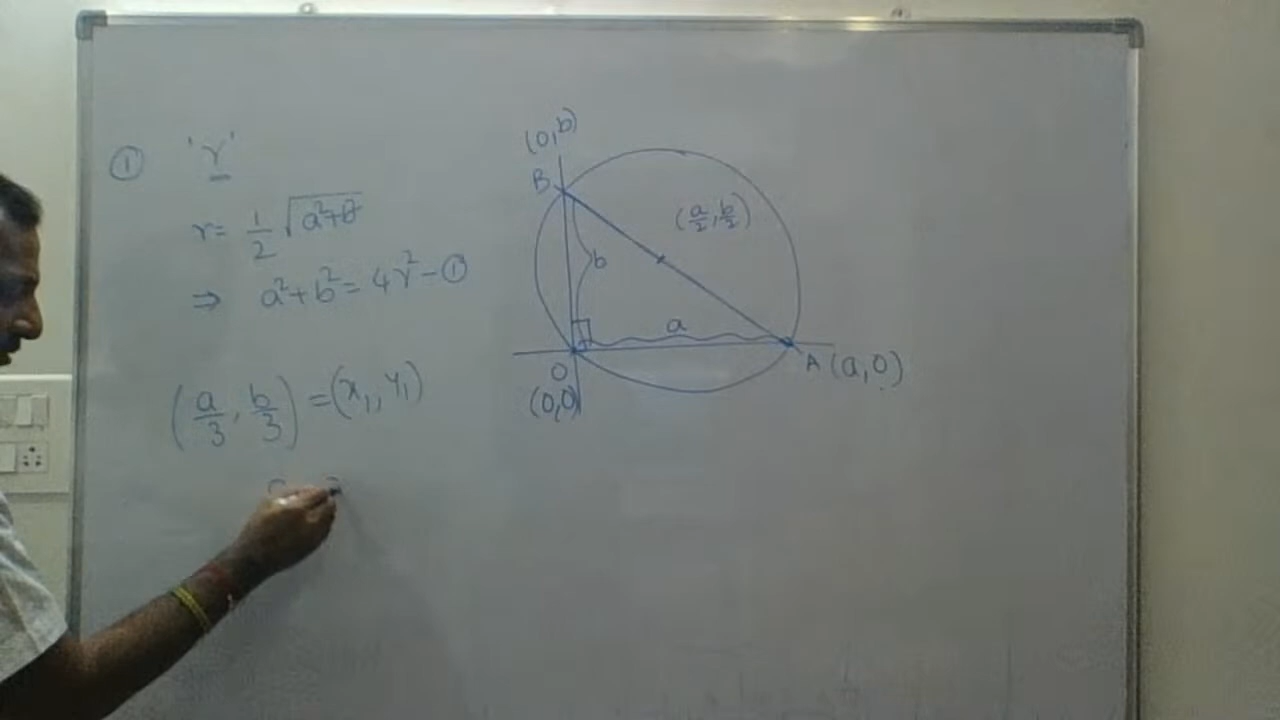 ① 'r'
r = 1/2 √(a²+b²)
⇒ a²+b² = 4r² – ①
(a/3, b/3) = (x₁, y₁)
(0,b)
B
(a/2, b/2)
b
a
O
A (a,0)
(0,0)